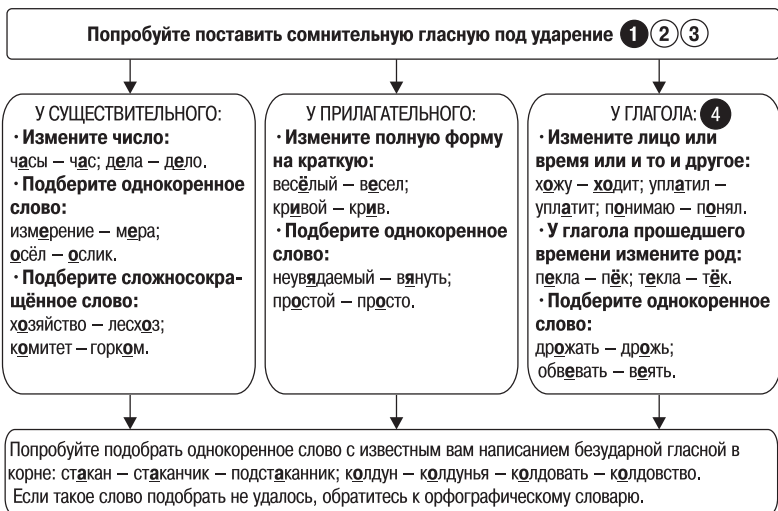 Попробуйте поставить сомнительную гласную под ударение 1 2 3
У СУЩЕСТВИТЕЛЬНОГО:
· Измените число:
часы – час; дела – дело.
· Подберите однокоренное
слово:
измерение – мера;
осёл – ослик.
· Подберите сложносокра-
щённое слово:
хозяйство – лесхоз;
комитет – горком.
У ПРИЛАГАТЕЛЬНОГО:
· Измените полную форму
на краткую:
весёлый – весел;
кривой – крив.
· Подберите однокоренное
слово:
неувядаемый – вянуть;
простой – просто.
У ГЛАГОЛА: 4
· Измените лицо или
время или и то и другое:
хожу – ходит; уплатил –
уплатит; понимаю – понял.
· У глагола прошедшего
времени измените род:
пекла – пёк; текла – тёк.
· Подберите однокоренное
слово:
дрожать – дрожь;
обвевать – веять.
Попробуйте подобрать однокоренное слово с известным вам написанием безударной гласной в
корне: стакан – стаканчик – подстаканник; колдун – колдунья – колдовать – колдовство.
Если такое слово подобрать не удалось, обратитесь к орфографическому словарю.